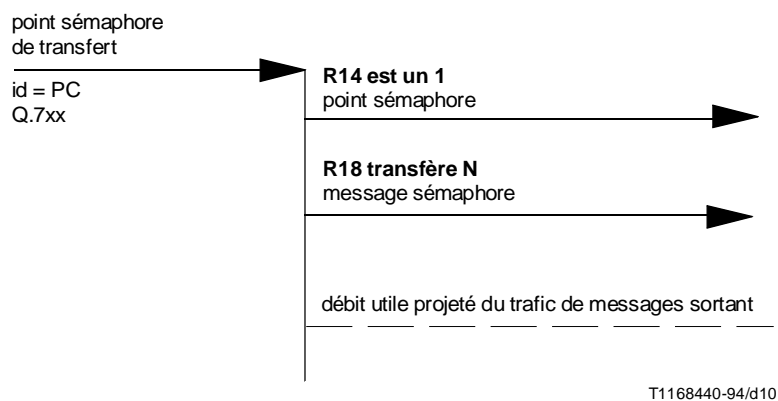 point sémaphore
de transfert
id = PC
Q.7xx
R14 est un 1
point sémaphore
R18 transfère N
message sémaphore
débit utile projeté du trafic de messages sortant
T1168440-94/d10